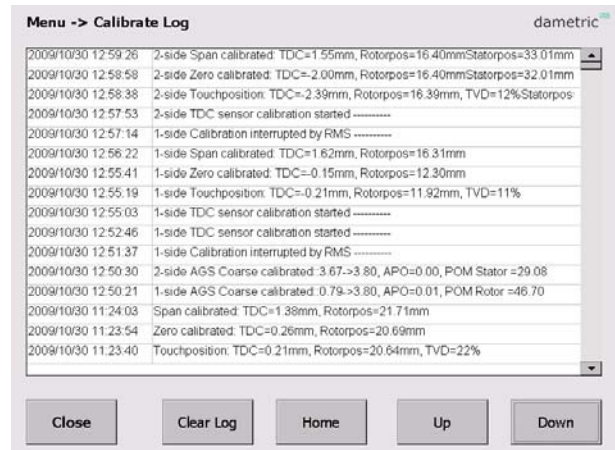 Menu -> Calibrate Log
dametric
2009/10/30 12:59:26 2-side Span calibrated: TDC=1.55mm, Rotorpos=16.40mmStatorpos=33.01mm
2009/10/30 12:58:58 2-side Zero calibrated: TDC=-2.00mm, Rotorpos=16.40mmStatorpos=32.01mm
2009/10/30 12:58:38 2-side Touchposition: TDC=-2.39mm, Rotorpos=16.39mm, TVD=12%Statorpos
2009/10/30 12:57:53 2-side TDC sensor calibration started ----------
2009/10/30 12:57:14 1-side Calibration interrupted by RMS ----------
2009/10/30 12:56:22 1-side Span calibrated: TDC=1.62mm, Rotorpos=16.31mm
2009/10/30 12:55:41 1-side Zero calibrated: TDC=-0.15mm, Rotorpos=12.30mm
2009/10/30 12:55:19 1-side Touchposition: TDC=-0.21mm, Rotorpos=11.92mm, TVD=11%
2009/10/30 12:55:03 1-side TDC sensor calibration started ----------
2009/10/30 12:52:46 1-side TDC sensor calibration started ----------
2009/10/30 12:51:37 1-side Calibration interrupted by RMS ----------
2009/10/30 12:50:30 2-side AGS Coarse calibrated.:3.67->3.80, APO=0.00, POM Stator =29.08
2009/10/30 12:50:21 1-side AGS Coarse calibrated.:0.79->3.80, APO=0.01, POM Rotor =46.70
2009/10/30 11:24:03 Span calibrated: TDC=1.38mm, Rotorpos=21.71mm
2009/10/30 11:23:54 Zero calibrated: TDC=0.26mm, Rotorpos=20.69mm
2009/10/30 11:23:40 Touchposition: TDC=0.21mm, Rotorpos=20.64mm, TVD=22%
Close Clear Log Home Up Down